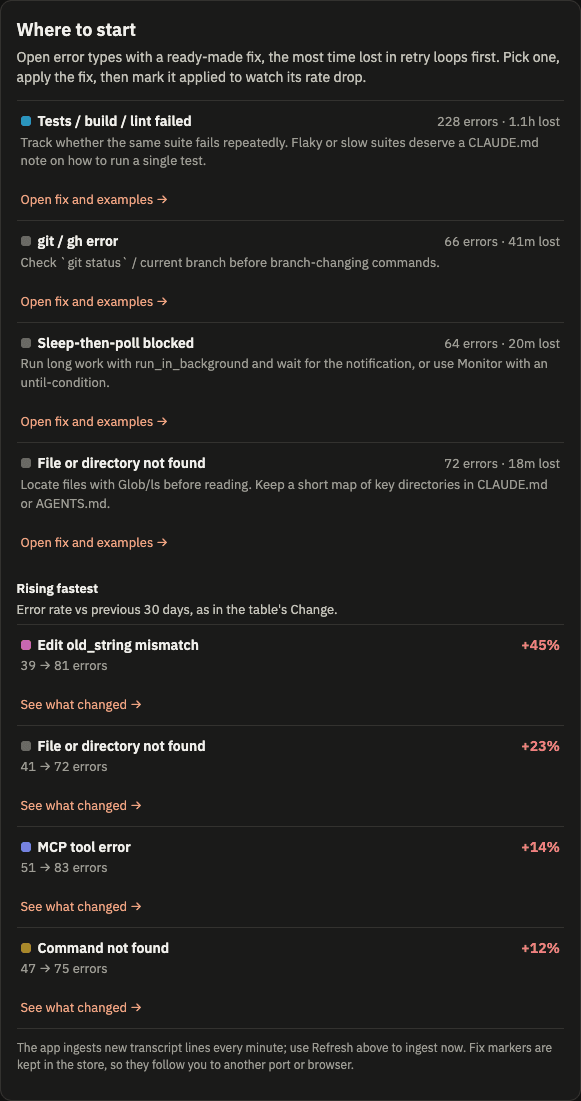 Where to start
Open error types with a ready-made fix, the most time lost in retry loops first. Pick one,
apply the fix, then mark it applied to watch its rate drop.
Tests / build / lint failed
228 errors · 1.1h lost
Track whether the same suite fails repeatedly. Flaky or slow suites deserve a CLAUDE.md
note on how to run a single test.
Open fix and examples →
git / gh error
66 errors · 41m lost
Check `git status` / current branch before branch-changing commands.
Open fix and examples →
Sleep-then-poll blocked
64 errors · 20m lost
Run long work with run_in_background and wait for the notification, or use Monitor with an
until-condition.
Open fix and examples →
File or directory not found
72 errors · 18m lost
Locate files with Glob/ls before reading. Keep a short map of key directories in CLAUDE.md
or AGENTS.md.
Open fix and examples →
Rising fastest
Error rate vs previous 30 days, as in the table's Change.
Edit old_string mismatch
+45%
39 → 81 errors
See what changed →
File or directory not found
+23%
41 → 72 errors
See what changed →
MCP tool error
+14%
51 → 83 errors
See what changed →
Command not found
+12%
47 → 75 errors
See what changed →
The app ingests new transcript lines every minute; use Refresh above to ingest now. Fix markers are
kept in the store, so they follow you to another port or browser.